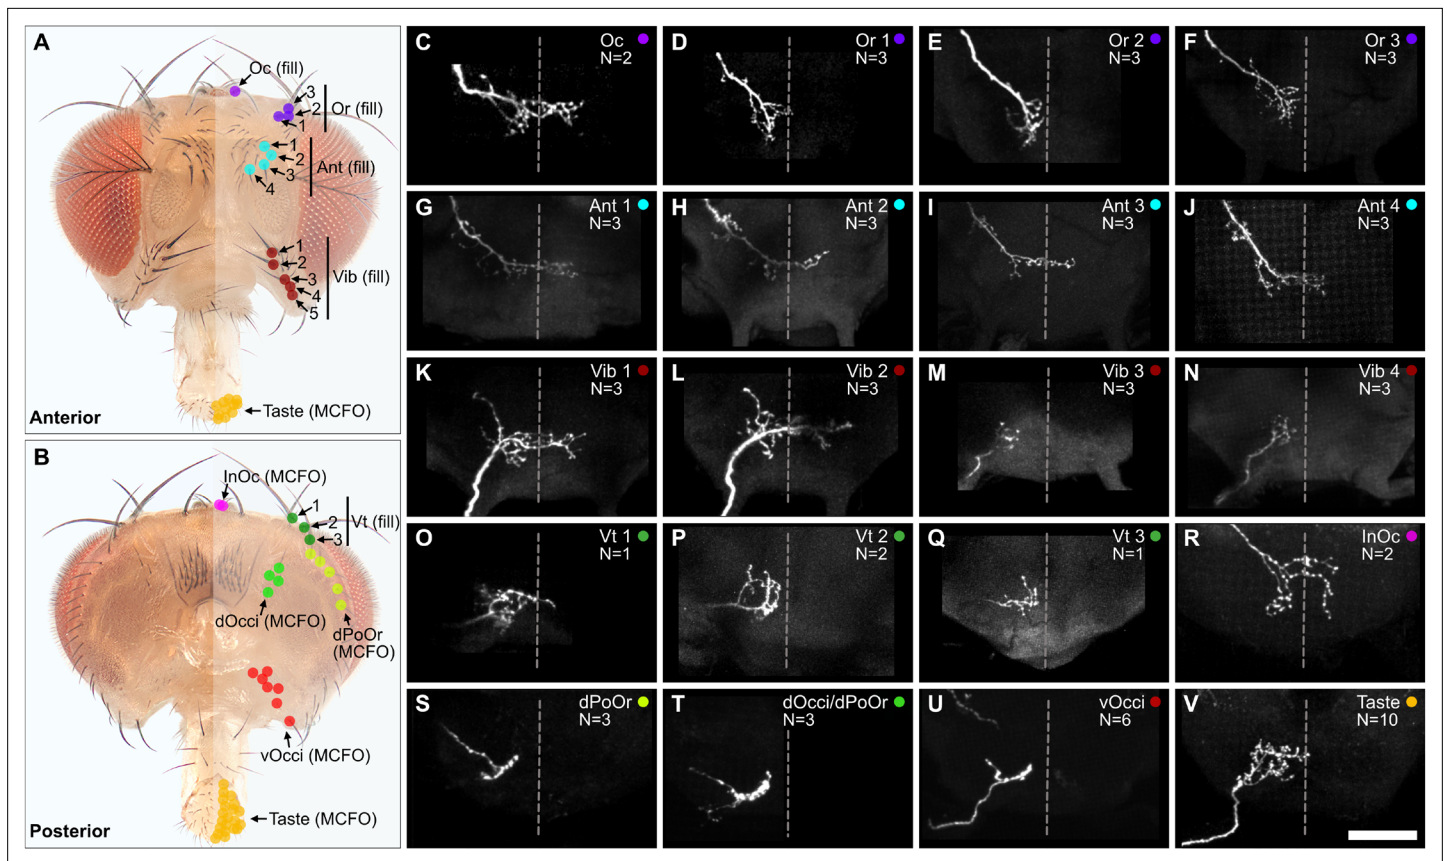 A
Oc (fill)
3
2
1
Or (fill)
1
2
3
4
Ant (fill)
1
2
3
4
5
Vib (fill)
Taste (MCFO)
Anterior
B
InOc (MCFO)
1
2
3
Vt (fill)
dOcci (MCFO)
dPoOr
(MCFO)
vOcci (MCFO)
Taste (MCFO)
Posterior
C
Oc
N=2
D
Or 1
N=3
E
Or 2
N=3
F
Or 3
N=3
G
Ant 1
N=3
H
Ant 2
N=3
I
Ant 3
N=3
J
Ant 4
N=3
K
Vib 1
N=3
L
Vib 2
N=3
M
Vib 3
N=3
N
Vib 4
N=3
O
Vt 1
N=1
P
Vt 2
N=2
Q
Vt 3
N=1
R
InOc
N=2
S
dPoOr
N=3
T
dOcci/dPoOr
N=3
U
vOcci
N=6
V
Taste
N=10